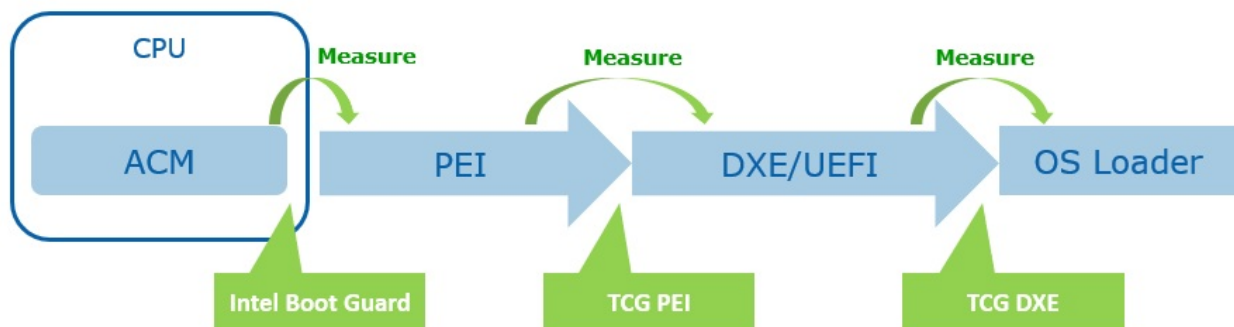 CPU
Measure
Measure
Measure
ACM
PEI
DXE/UEFI
OS Loader
Intel Boot Guard
TCG PEI
TCG DXE